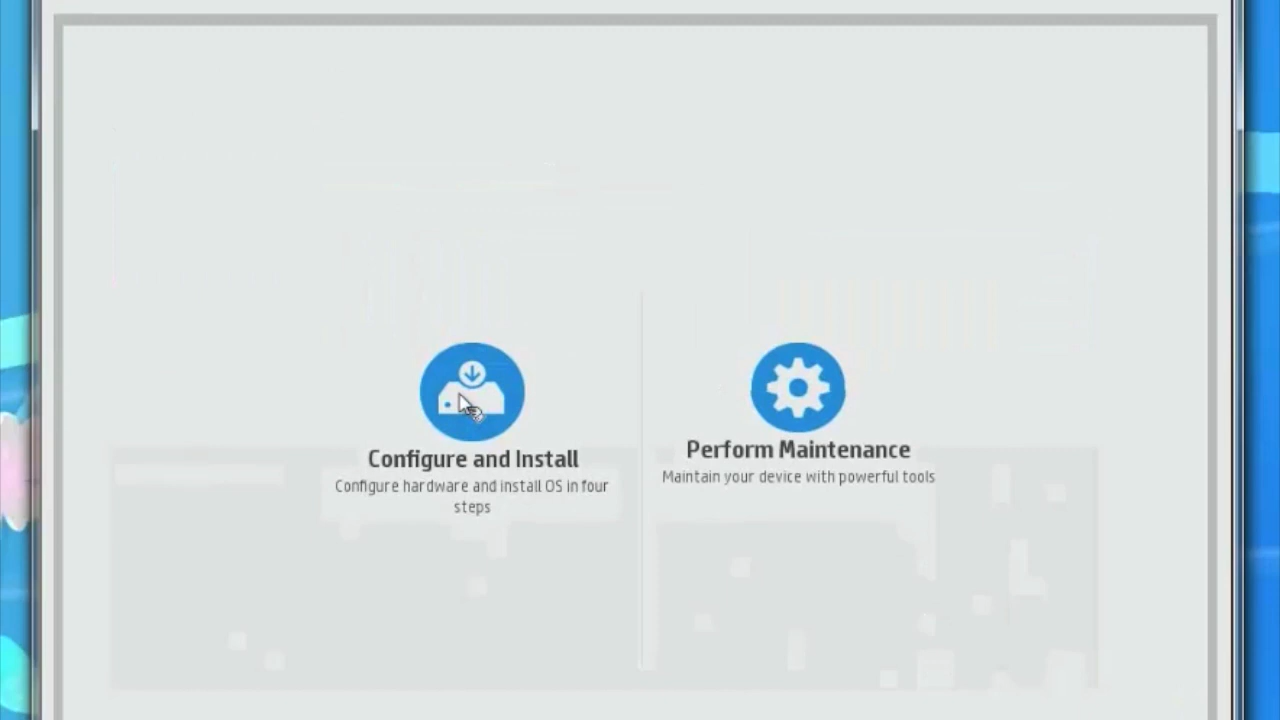 Configure and Install
Configure hardware and install OS in four
steps
Perform Maintenance
Maintain your device with powerful tools